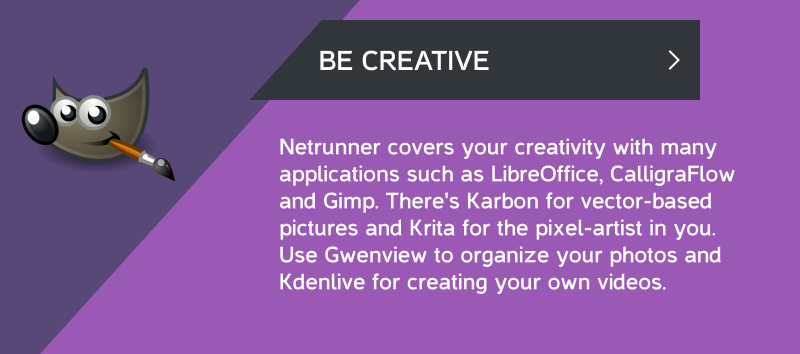 BE CREATIVE
Netrunner covers your creativity with many
applications such as LibreOffice, CalligraFlow
and Gimp. There's Karbon for vector-based
pictures and Krita for the pixel-artist in you.
Use Gwenview to organize your photos and
Kdenlive for creating your own videos.